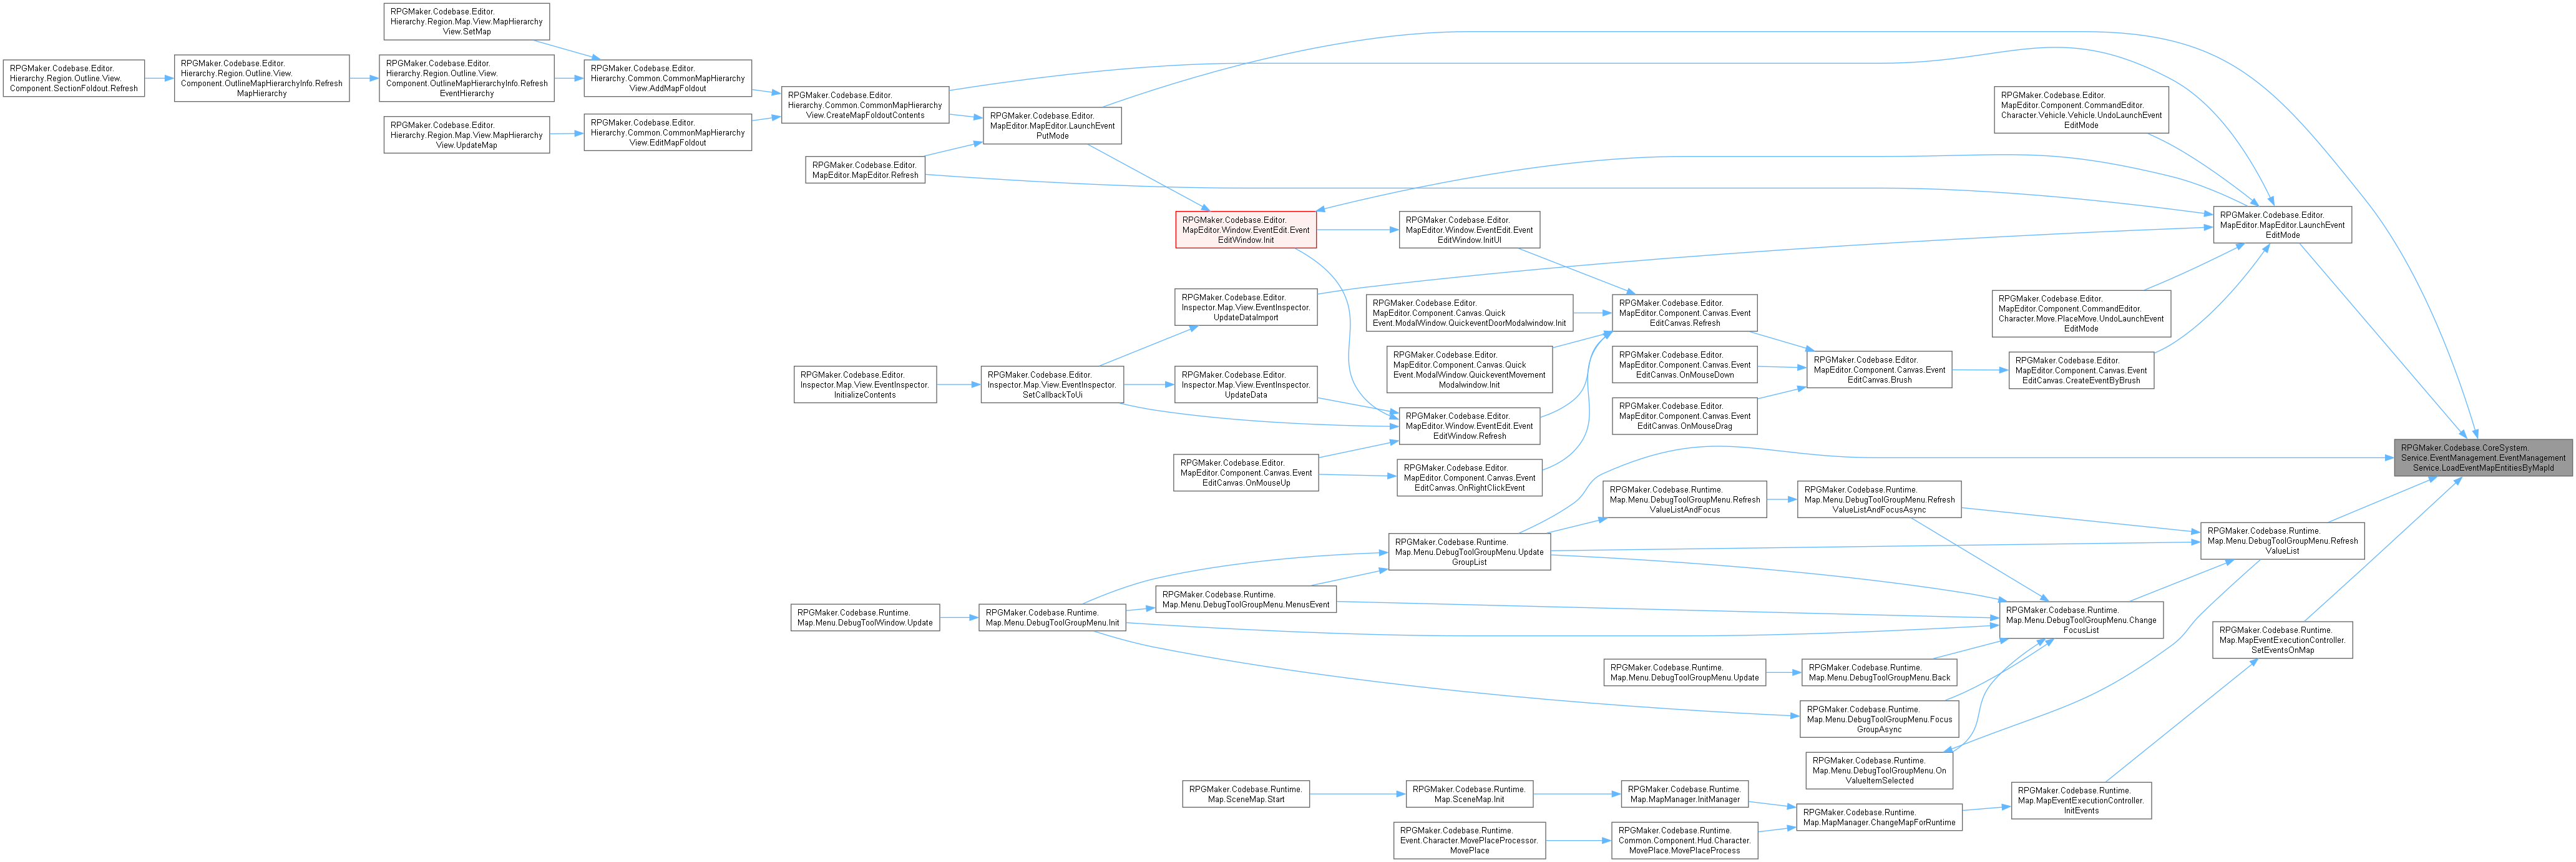 RPGMaker.Codebase.Editor.
Hierarchy.Region.Map.View.MapHierarchy
View.SetMap
RPGMaker.Codebase.Editor.
Hierarchy.Region.Outline.View.
Component.SectionFoldout.Refresh
RPGMaker.Codebase.Editor.
Hierarchy.Region.Outline.View.
Component.OutlineMapHierarchyInfo.Refresh
MapHierarchy
RPGMaker.Codebase.Editor.
Hierarchy.Region.Outline.View.
Component.OutlineMapHierarchyInfo.Refresh
EventHierarchy
RPGMaker.Codebase.Editor.
Hierarchy.Common.CommonMapHierarchy
View.AddMapFoldout
RPGMaker.Codebase.Editor.
Hierarchy.Region.Map.View.MapHierarchy
View.UpdateMap
RPGMaker.Codebase.Editor.
Hierarchy.Common.CommonMapHierarchy
View.EditMapFoldout
RPGMaker.Codebase.Editor.
Hierarchy.Common.CommonMapHierarchy
View.CreateMapFoldoutContents
RPGMaker.Codebase.Editor.
MapEditor.MapEditor.LaunchEvent
PutMode
RPGMaker.Codebase.Editor.
MapEditor.MapEditor.Refresh
RPGMaker.Codebase.Editor.
MapEditor.Component.CommandEditor.
Character.Vehicle.Vehicle.UndoLaunchEvent
EditMode
RPGMaker.Codebase.Editor.
MapEditor.Window.EventEdit.Event
EditWindow.Init
RPGMaker.Codebase.Editor.
MapEditor.Window.EventEdit.Event
EditWindow.InitUI
RPGMaker.Codebase.Editor.
MapEditor.MapEditor.LaunchEvent
EditMode
RPGMaker.Codebase.Editor.
Inspector.Map.View.EventInspector.
UpdateDataImport
RPGMaker.Codebase.Editor.
MapEditor.Component.Canvas.Quick
Event.ModalWindow.QuickeventDoorModalwindow.Init
RPGMaker.Codebase.Editor.
MapEditor.Component.Canvas.Event
EditCanvas.Refresh
RPGMaker.Codebase.Editor.
MapEditor.Component.CommandEditor.
Character.Move.PlaceMove.UndoLaunchEvent
EditMode
RPGMaker.Codebase.Editor.
Inspector.Map.View.EventInspector.
InitializeContents
RPGMaker.Codebase.Editor.
Inspector.Map.View.EventInspector.
SetCallbackToUi
RPGMaker.Codebase.Editor.
Inspector.Map.View.EventInspector.
UpdateData
RPGMaker.Codebase.Editor.
MapEditor.Component.Canvas.Quick
Event.ModalWindow.QuickeventMovement
Modalwindow.Init
RPGMaker.Codebase.Editor.
MapEditor.Component.Canvas.Event
EditCanvas.OnMouseDown
RPGMaker.Codebase.Editor.
MapEditor.Component.Canvas.Event
EditCanvas.Brush
RPGMaker.Codebase.Editor.
MapEditor.Component.Canvas.Event
EditCanvas.CreateEventByBrush
RPGMaker.Codebase.Editor.
MapEditor.Window.EventEdit.Event
EditWindow.Refresh
RPGMaker.Codebase.Editor.
MapEditor.Component.Canvas.Event
EditCanvas.OnMouseDrag
RPGMaker.Codebase.Editor.
MapEditor.Component.Canvas.Event
EditCanvas.OnMouseUp
RPGMaker.Codebase.Editor.
MapEditor.Component.Canvas.Event
EditCanvas.OnRightClickEvent
RPGMaker.Codebase.CoreSystem.
Service.EventManagement.EventManagement
Service.LoadEventMapEntitiesByMapId
RPGMaker.Codebase.Runtime.
Map.Menu.DebugToolGroupMenu.Refresh
ValueListAndFocus
RPGMaker.Codebase.Runtime.
Map.Menu.DebugToolGroupMenu.Refresh
ValueListAndFocusAsync
RPGMaker.Codebase.Runtime.
Map.Menu.DebugToolGroupMenu.Update
GroupList
RPGMaker.Codebase.Runtime.
Map.Menu.DebugToolGroupMenu.Refresh
ValueList
RPGMaker.Codebase.Runtime.
Map.Menu.DebugToolWindow.Update
RPGMaker.Codebase.Runtime.
Map.Menu.DebugToolGroupMenu.Init
RPGMaker.Codebase.Runtime.
Map.Menu.DebugToolGroupMenu.MenusEvent
RPGMaker.Codebase.Runtime.
Map.Menu.DebugToolGroupMenu.Change
FocusList
RPGMaker.Codebase.Runtime.
Map.MapEventExecutionController.
SetEventsOnMap
RPGMaker.Codebase.Runtime.
Map.Menu.DebugToolGroupMenu.Update
RPGMaker.Codebase.Runtime.
Map.Menu.DebugToolGroupMenu.Back
RPGMaker.Codebase.Runtime.
Map.Menu.DebugToolGroupMenu.Focus
GroupAsync
RPGMaker.Codebase.Runtime.
Map.Menu.DebugToolGroupMenu.On
ValueItemSelected
RPGMaker.Codebase.Runtime.
Map.SceneMap.Start
RPGMaker.Codebase.Runtime.
Map.SceneMap.Init
RPGMaker.Codebase.Runtime.
Map.MapManager.InitManager
RPGMaker.Codebase.Runtime.
Map.MapManager.ChangeMapForRuntime
RPGMaker.Codebase.Runtime.
Map.MapEventExecutionController.
InitEvents
RPGMaker.Codebase.Runtime.
Event.Character.MovePlaceProcessor.
MovePlace
RPGMaker.Codebase.Runtime.
Common.Component.Hud.Character.
MovePlace.MovePlaceProcess